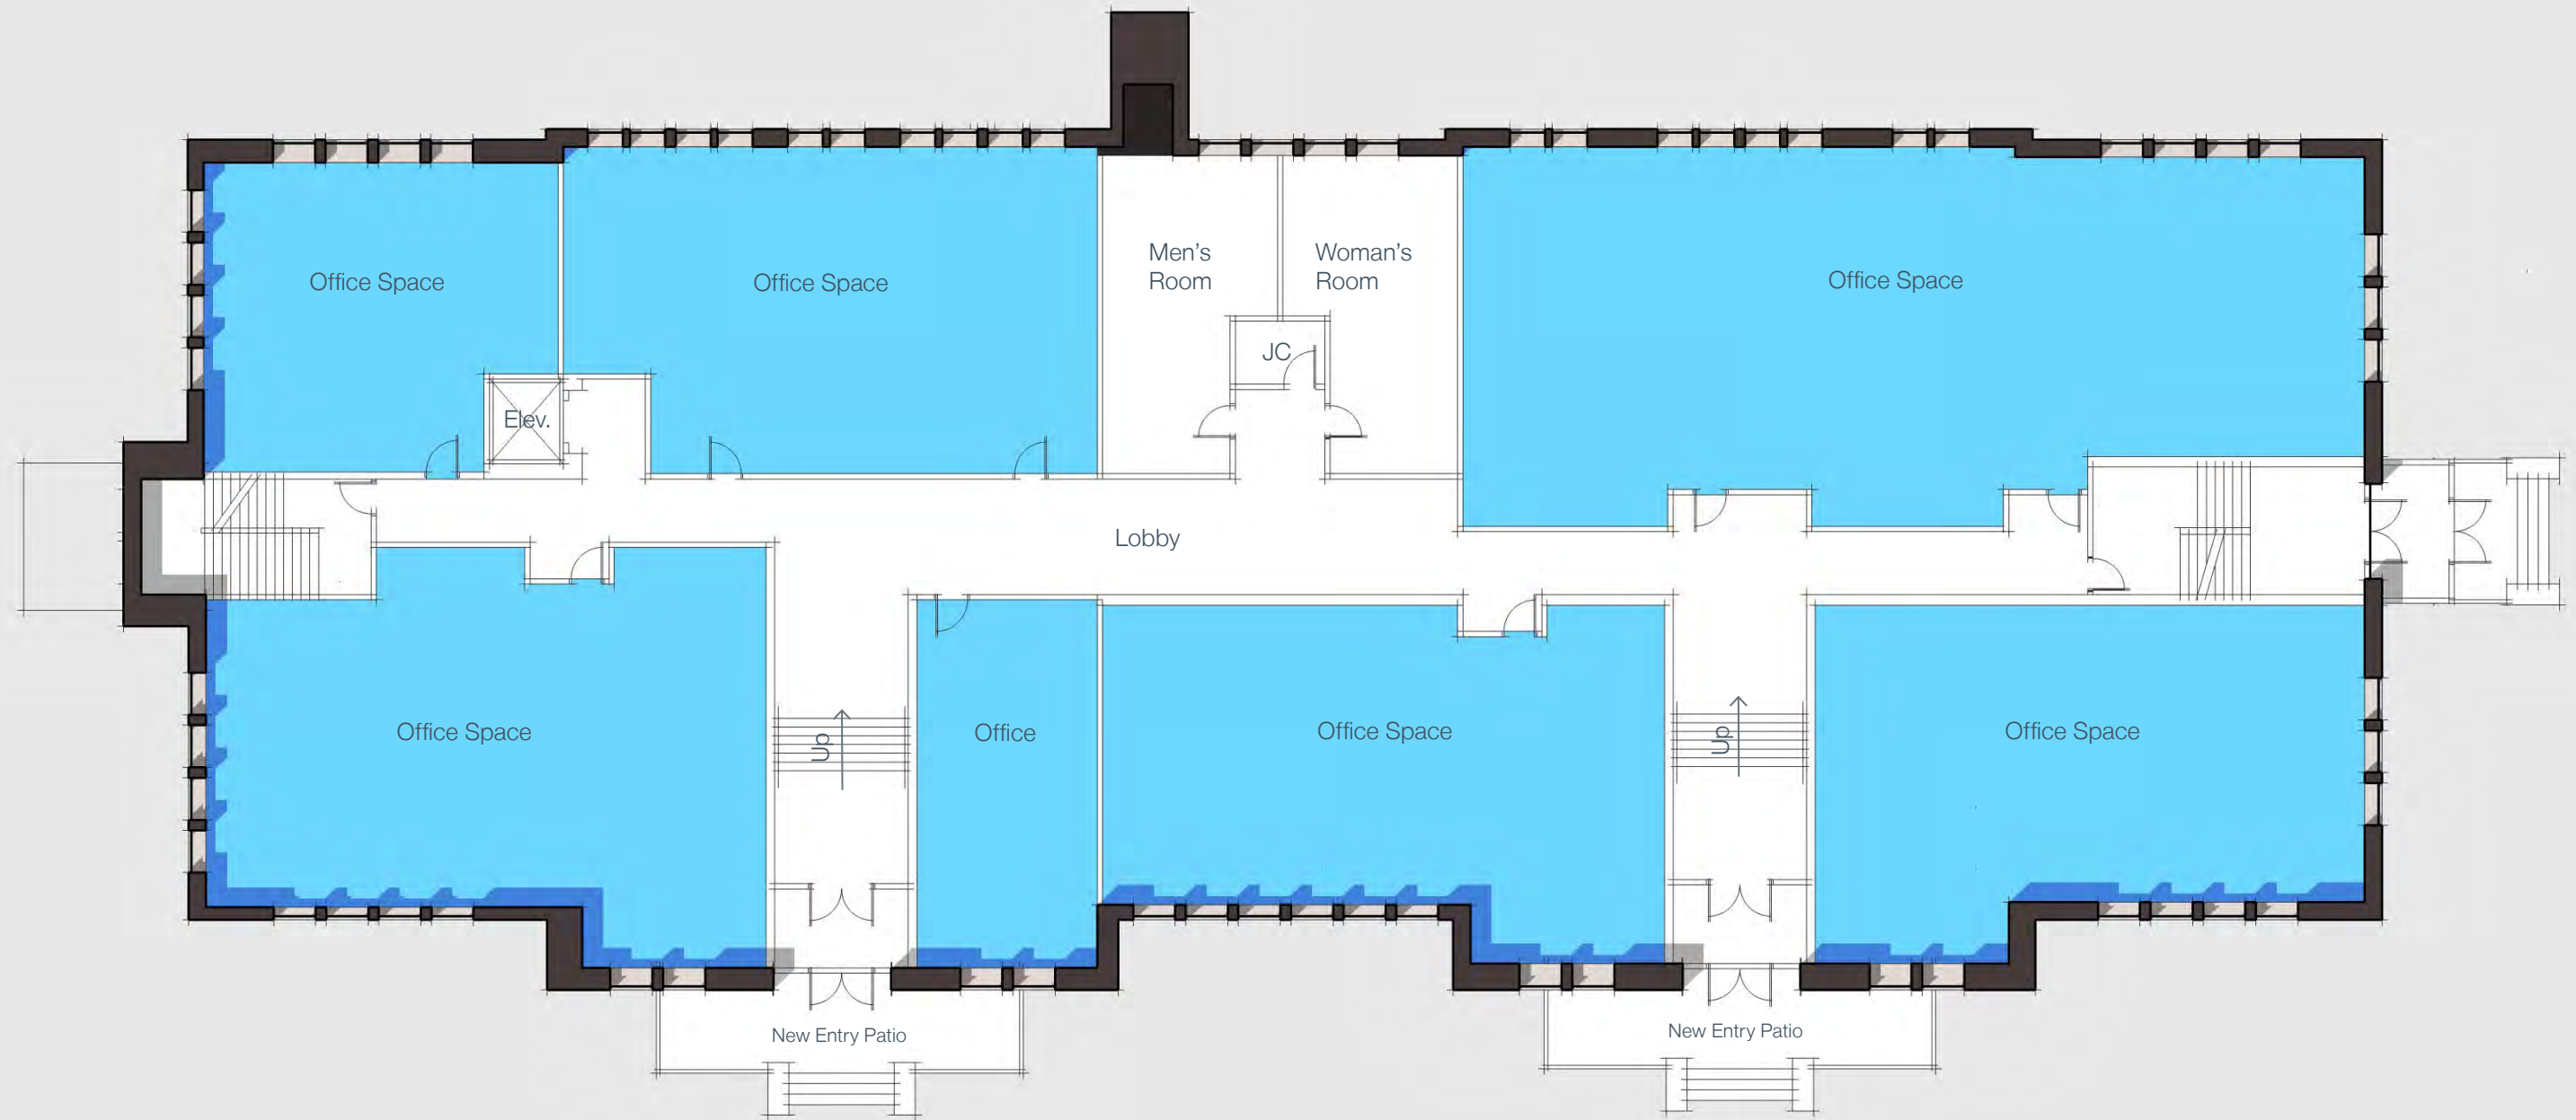 Men's
Room
Woman's
Room
Office Space
Office Space
Office Space
JC
Elev.
Lobby
Office Space
Office
Office Space
Office Space
Up
Up
New Entry Patio
New Entry Patio